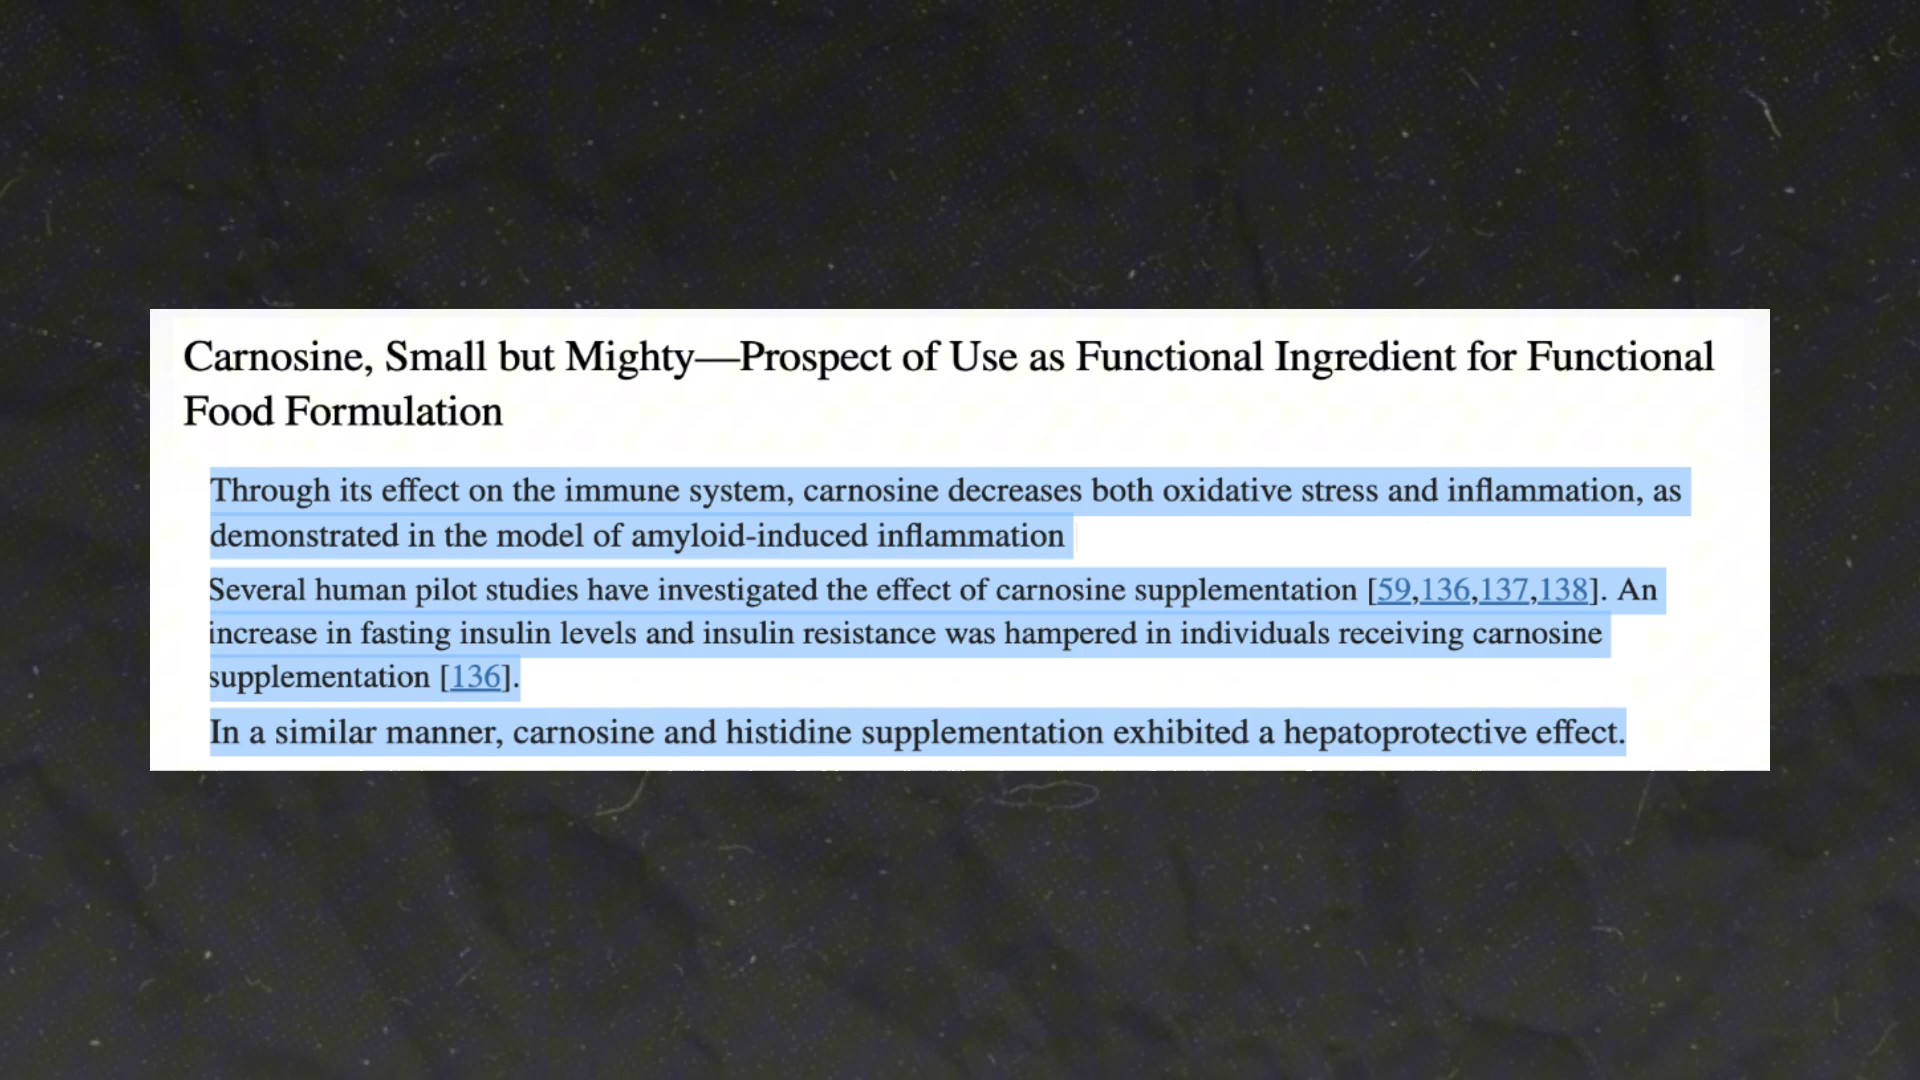 Carnosine, Small but Mighty—Prospect of Use as Functional Ingredient for Functional
Food Formulation
Through its effect on the immune system, carnosine decreases both oxidative stress and inflammation, as
demonstrated in the model of amyloid-induced inflammation
Several human pilot studies have investigated the effect of carnosine supplementation [59,136,137,138]. An
increase in fasting insulin levels and insulin resistance was hampered in individuals receiving carnosine
supplementation [136].
In a similar manner, carnosine and histidine supplementation exhibited a hepatoprotective effect.